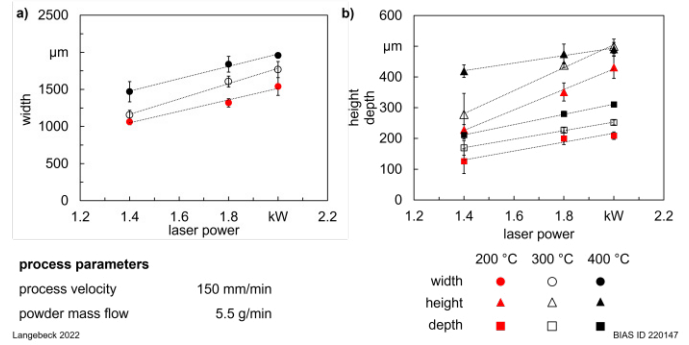 a)
2500
µm
width
1500
1000
500
0
1.2 1.4 1.6 1.8 kW 2.2
laser power
b)
600
µm
height
depth
400
300
200
100
0
1.2 1.4 1.6 1.8 kW 2.2
laser power
process parameters
process velocity 150 mm/min
powder mass flow 5.5 g/min
Langebeck 2022
200 °C 300 °C 400 °C
width
height
depth
BIAS ID 220147